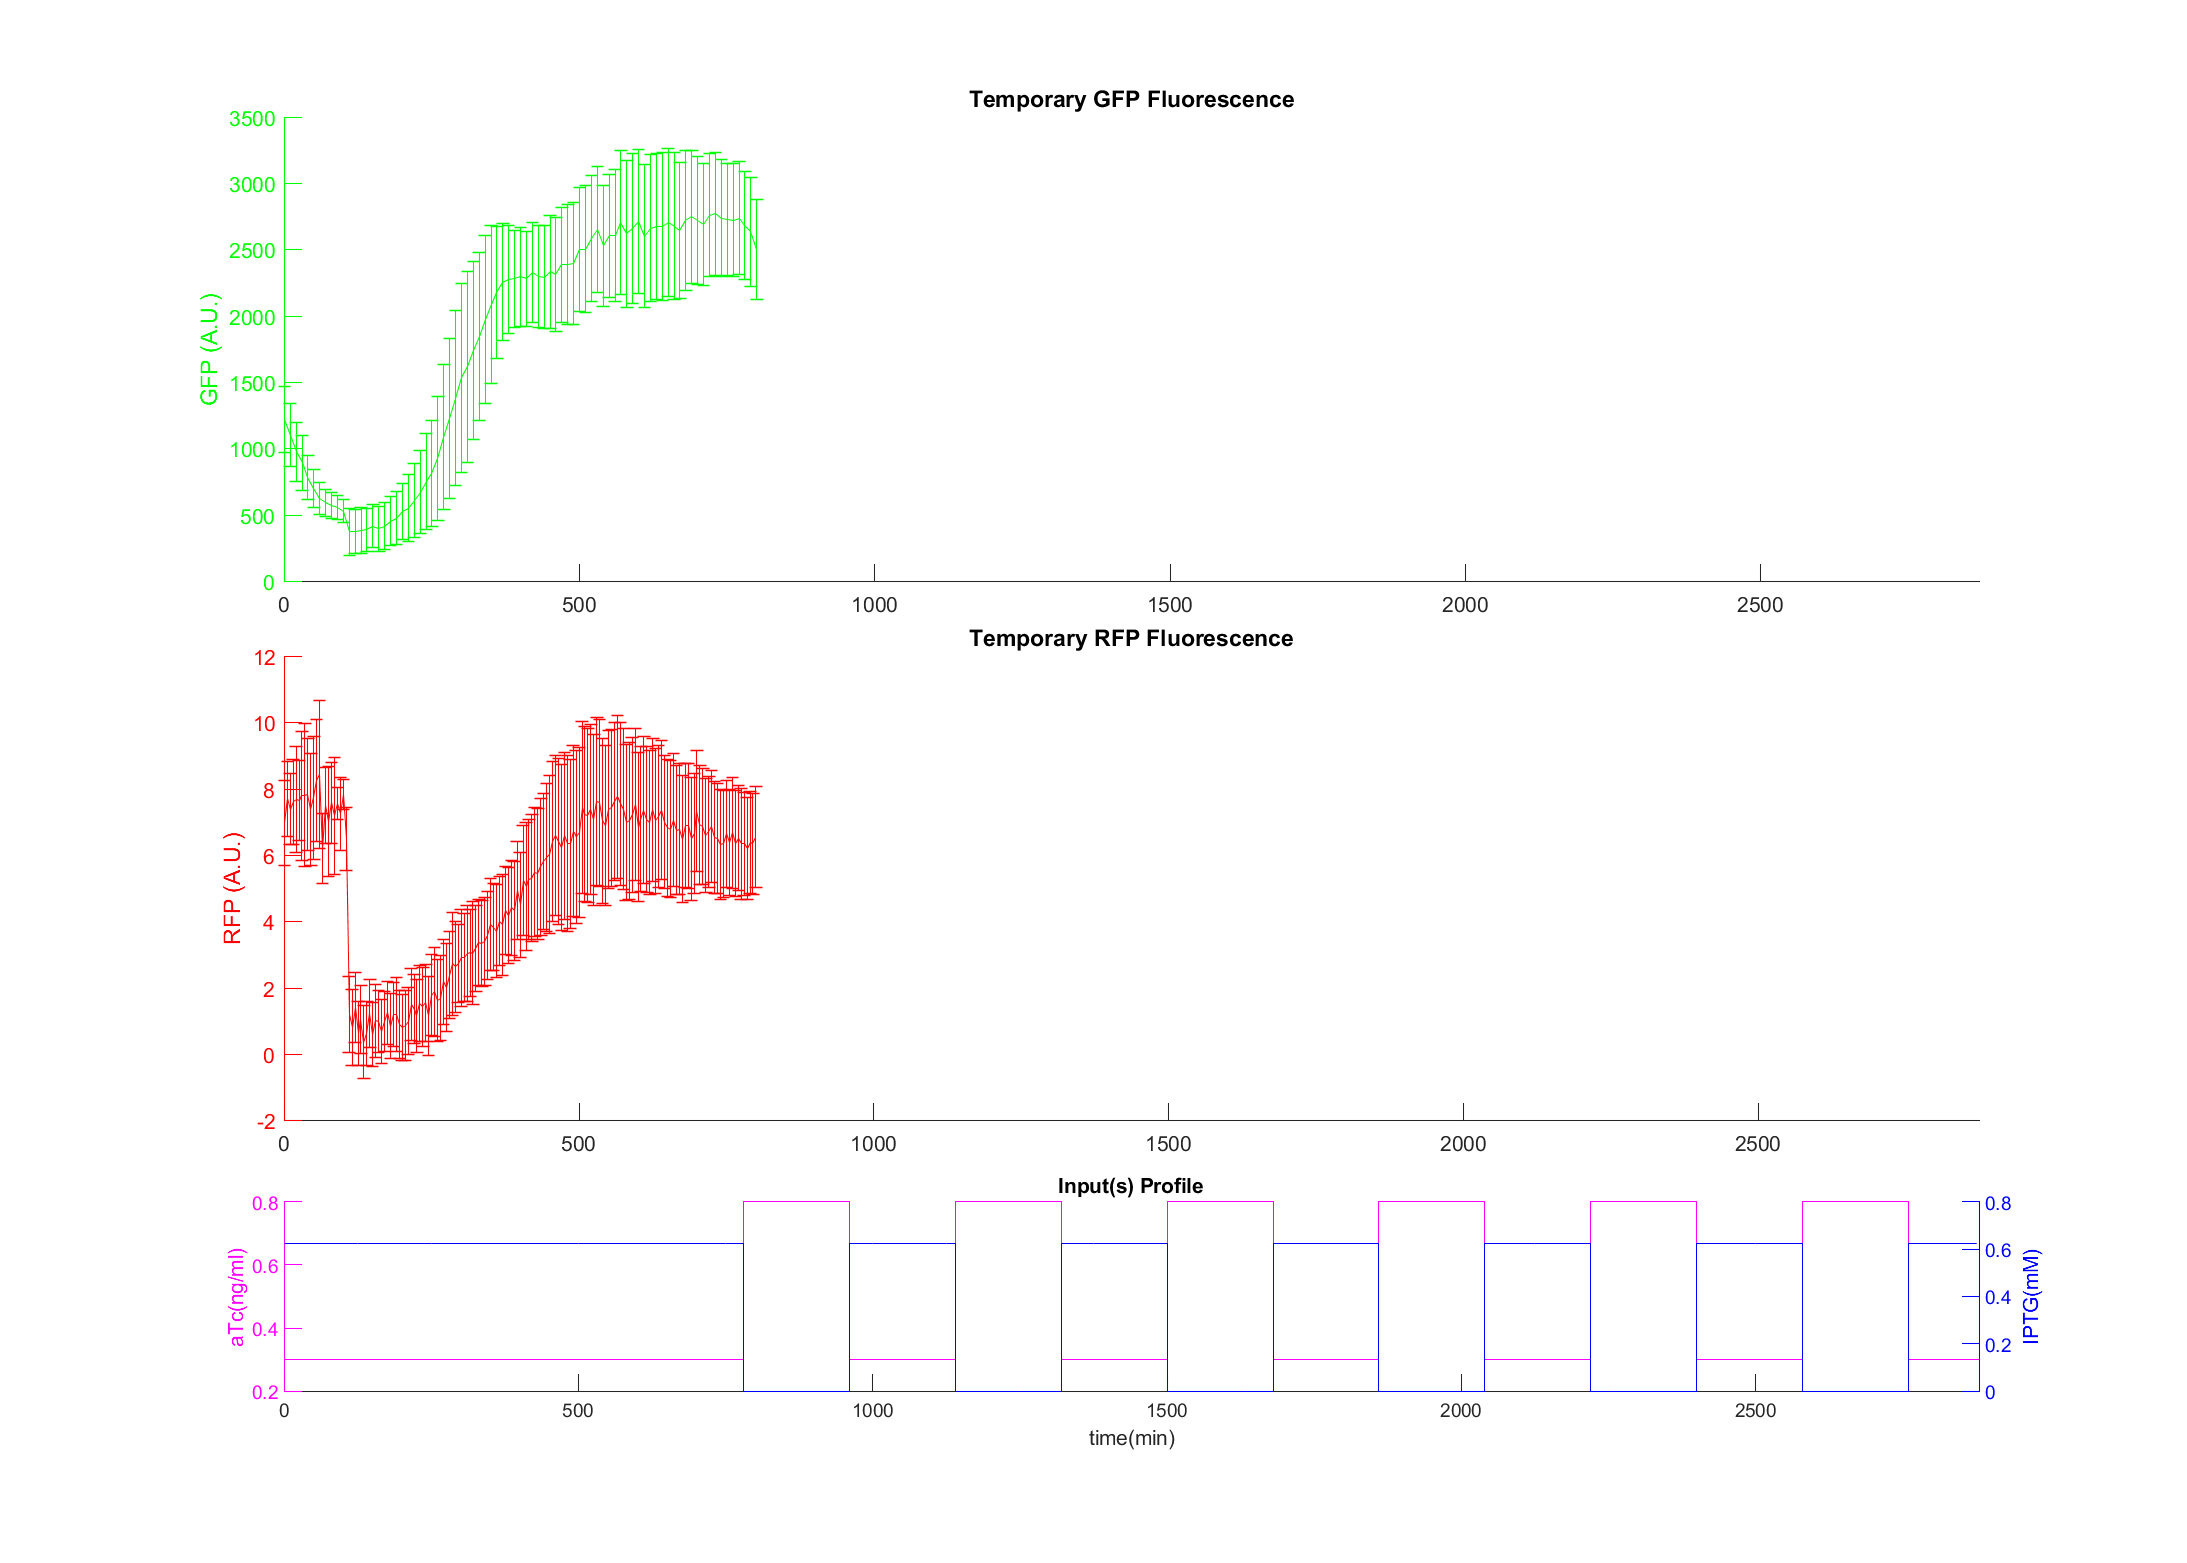 Temporary GFP Fluorescence
3500
3000
2500
2000
1500
1000
500
0
GFP (A.U.)
0 500 1000 1500 2000 2500
Temporary RFP Fluorescence
12
10
8
6
4
2
0
-2
RFP (A.U.)
0 500 1000 1500 2000 2500
Input(s) Profile
0.8
0.6
0.4
0.2
aTc(ng/ml)
0.8
0.6
0.4
0.2
0
IPTG(mM)
0 500 1000 1500 2000 2500
time(min)